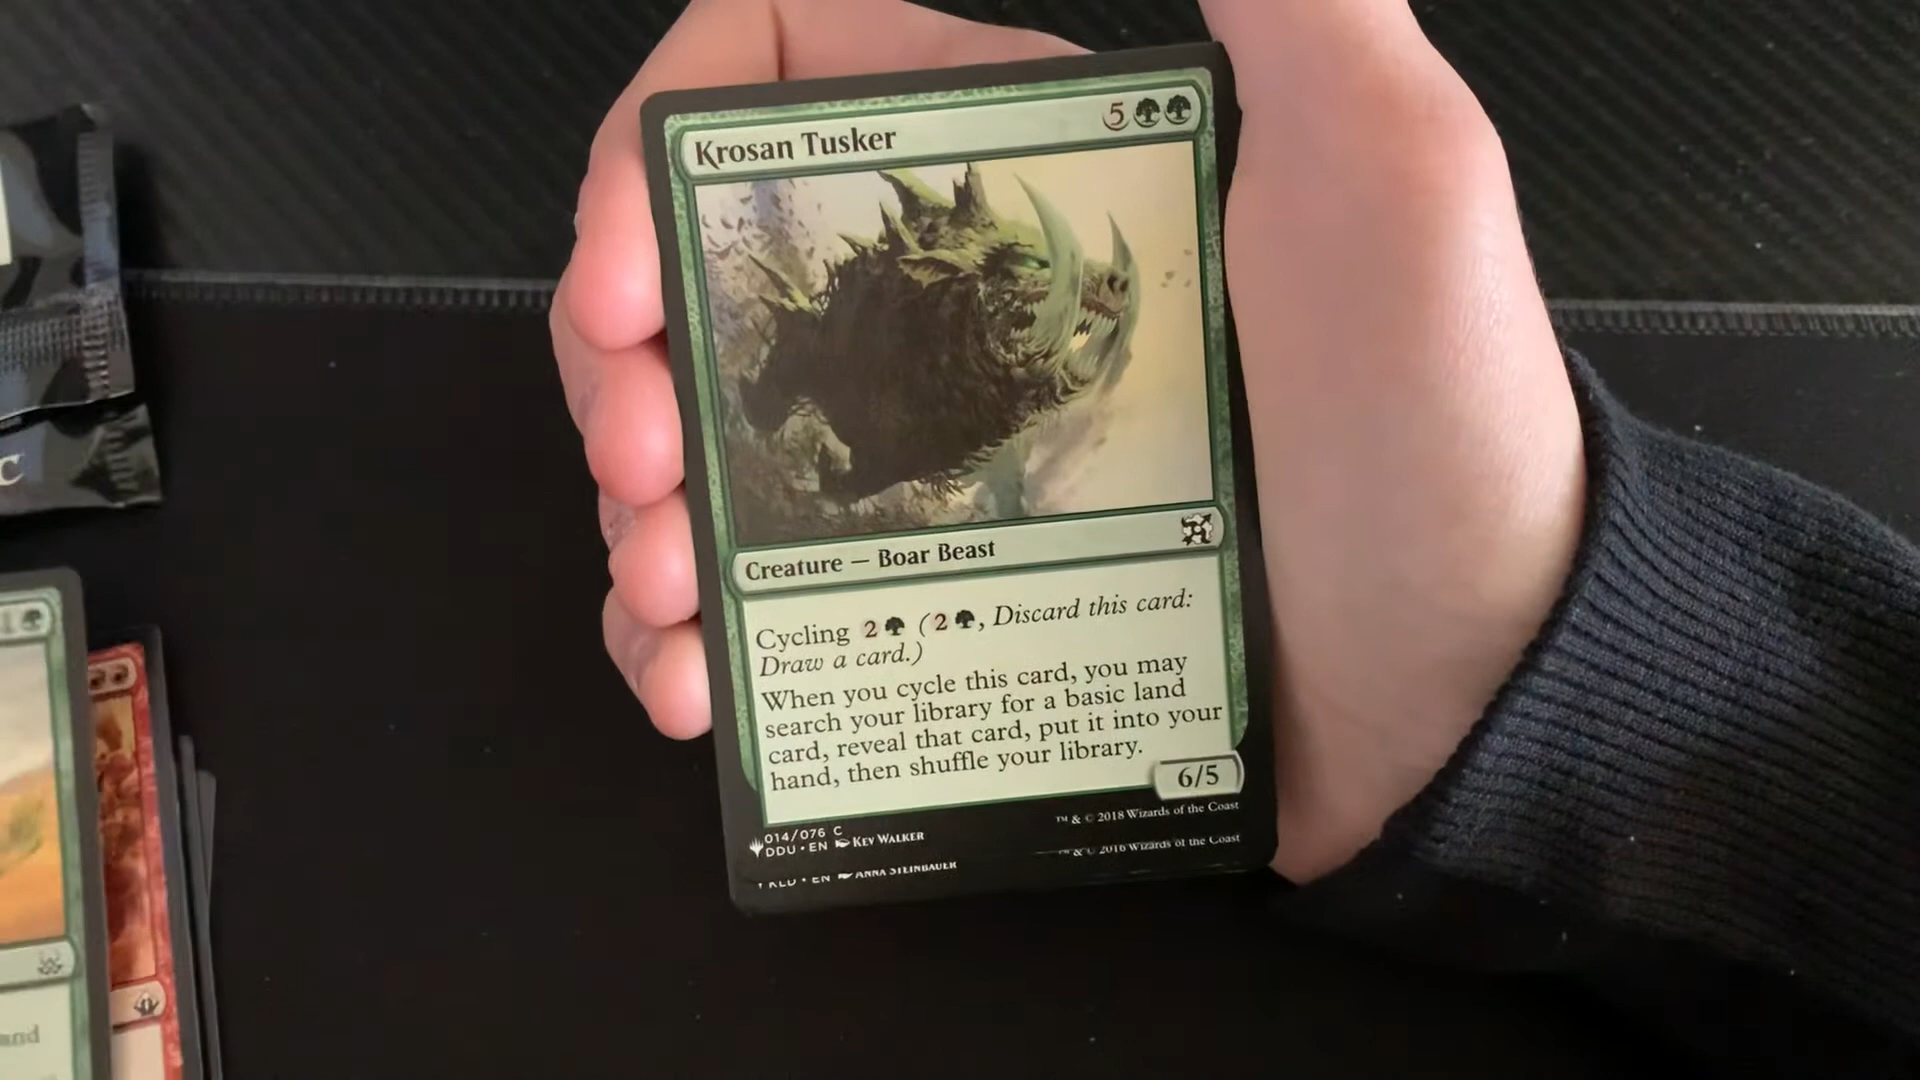 Krosan Tusker 5
Creature — Boar Beast
Cycling 2 (2, Discard this card:
Draw a card.)
When you cycle this card, you may
search your library for a basic land
card, reveal that card, put it into your
hand, then shuffle your library.
6/5
014/076 C
DDU • EN KEV WALKER
™ & © 2018 Wizards of the Coast
™ & © 2016 Wizards of the Coast
KLD • EN ANNA STEINBAUER
C
1
and